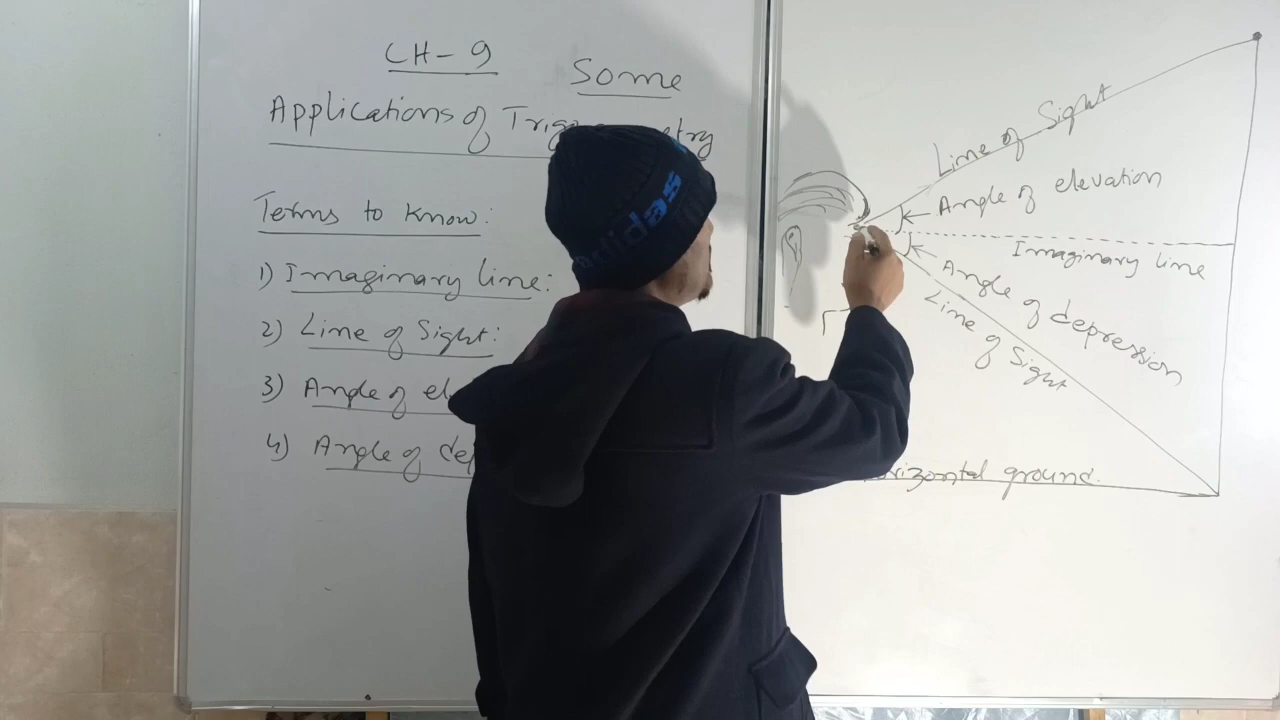 CH-9
Some
Applications of
Terms to know:
1) Imaginary line:
2) Line of Sight:
3) Angle of
4) Angle of
adidas
Line of Sight
Angle of elevation
Imaginary line
Angle of depression
Line of Sight
ground.